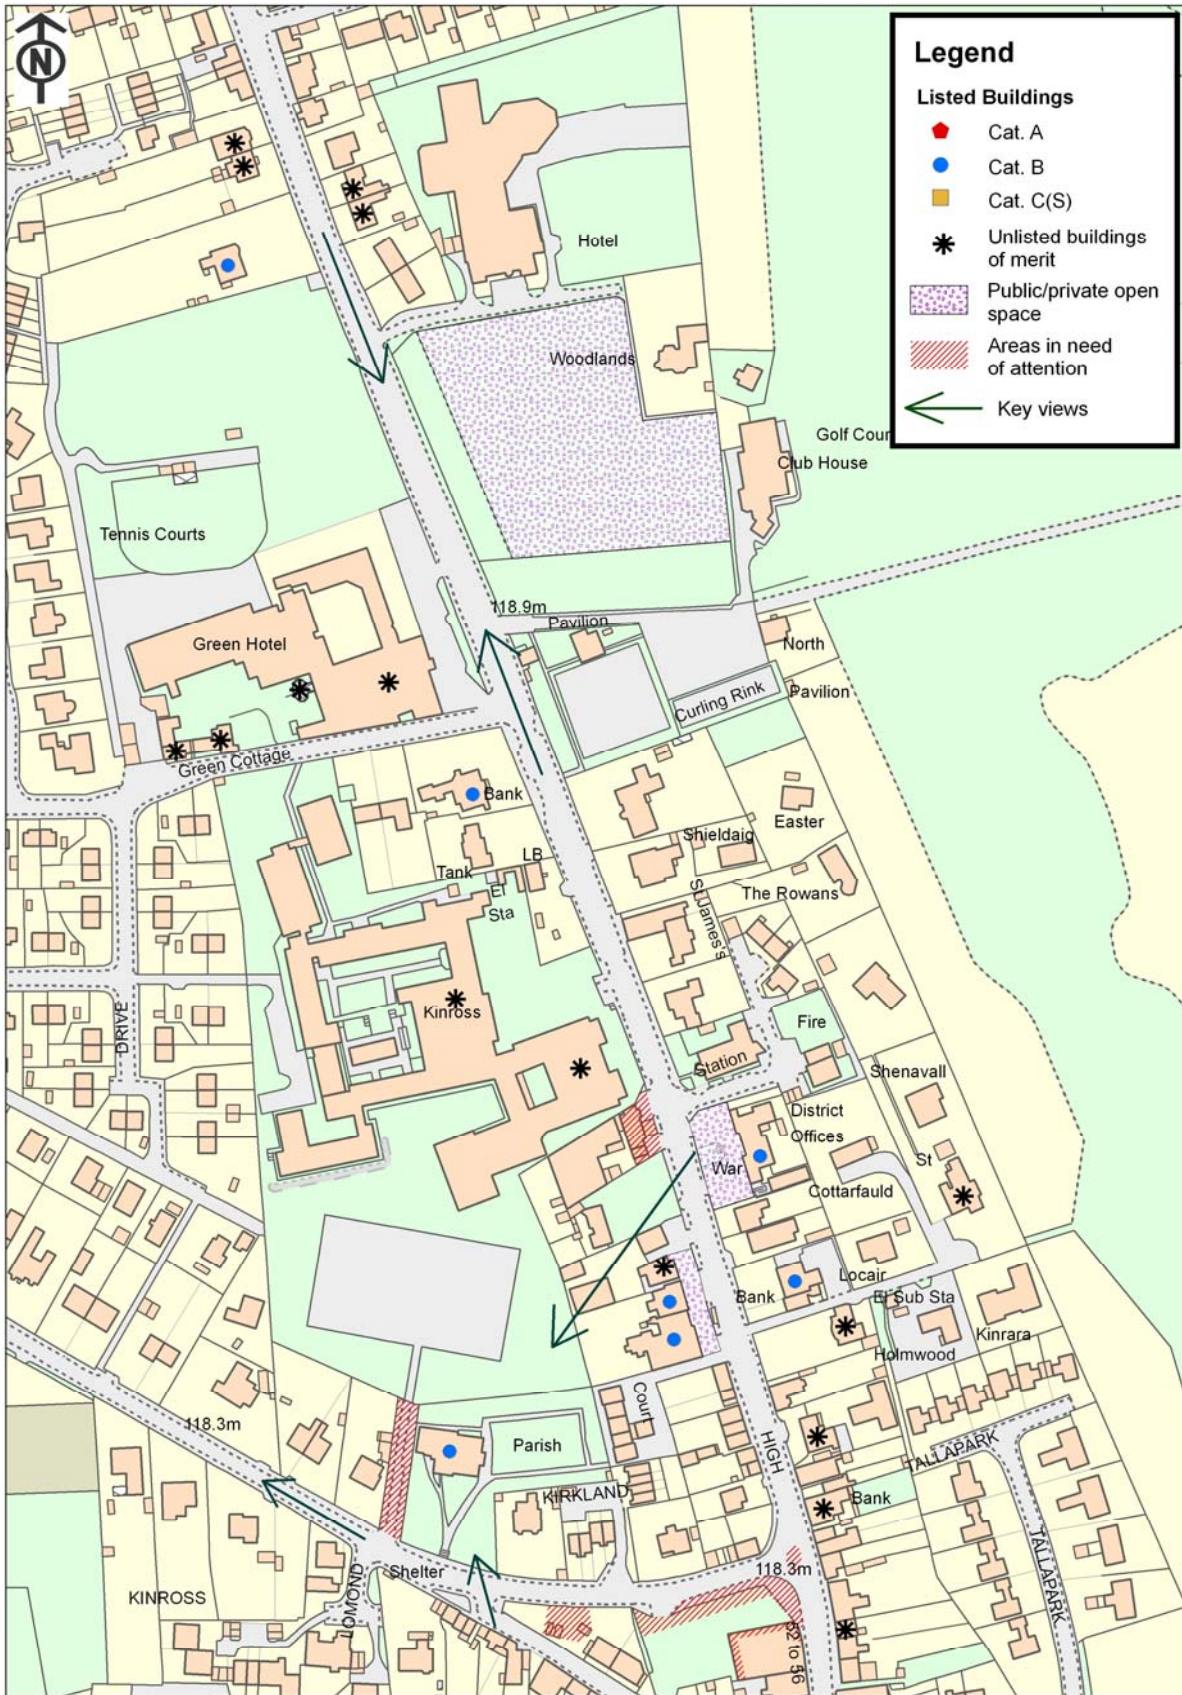 N
Legend
Listed Buildings
Cat. A
Cat. B
Cat. C(S)
Unlisted buildings
of merit
Public/private open
space
Areas in need
of attention
Key views
Hotel
Woodlands
Golf Cour
Club House
Tennis Courts
118.9m
Pavilion
Green Hotel
North
Curling Rink
Pavilion
Green Cottage
Bank
Easter
Shieldaig
LB
Tank
El
Sta
St James's
The Rowans
Kinross
DRIVE
Fire
Station
Shenavall
District
Offices
War
St
Cottarfauld
Locair
Bank
El Sub Sta
Kinrara
Holmwood
Court
118.3m
Parish
HIGH
TALLAPARK
KIRKLAND
Bank
118.3m
Shelter
KINROSS
LOMOND
TALLAPARK
52 to 56